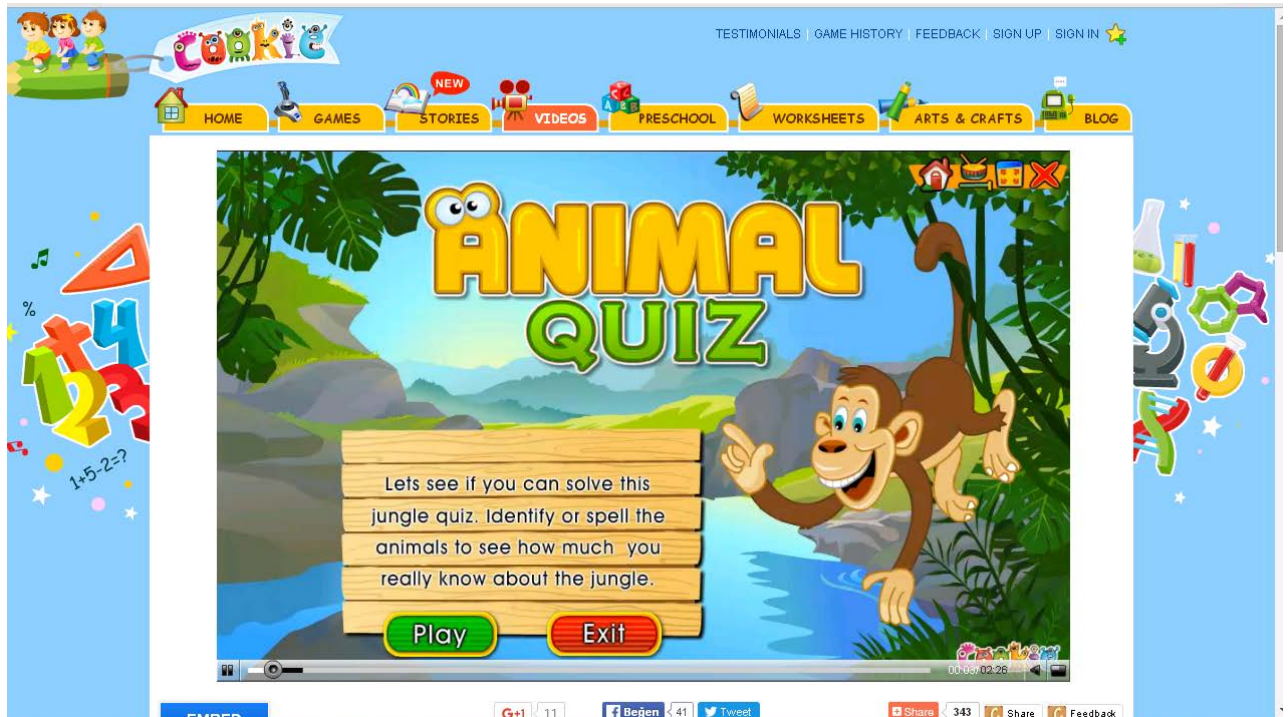 COOKIE
TESTIMONIALS | GAME HISTORY | FEEDBACK | SIGN UP | SIGN IN
NEW
HOME
GAMES
STORIES
VIDEOS
PRESCHOOL
WORKSHEETS
ARTS & CRAFTS
BLOG
ANIMAL
QUIZ
%
1+5-2=?
Lets see if you can solve this
jungle quiz. Identify or spell the
animals to see how much you
really know about the jungle.
Play
Exit
02:26
EMBED
G+1 11
Beğen 41
Tweet
Share 343
Share
Feedback